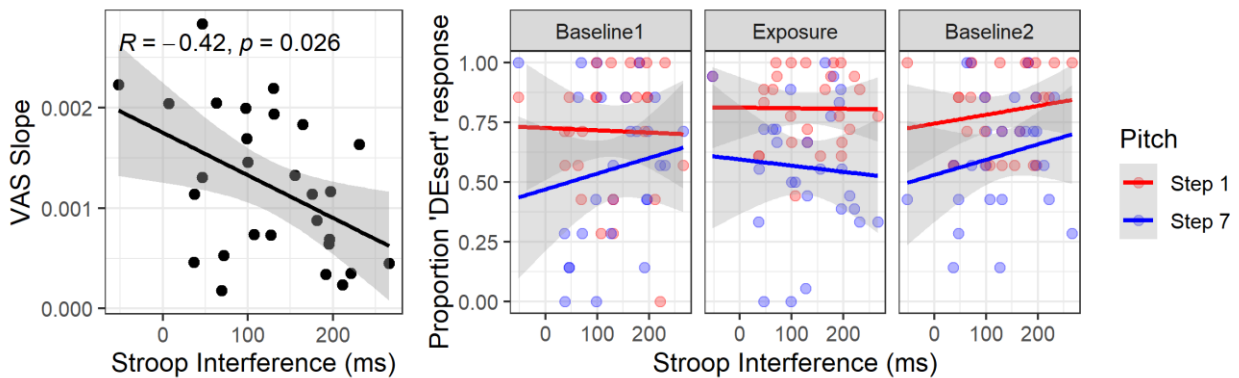 R = −0.42, p = 0.026
VAS Slope
0.002
0.001
0.000
0
100
200
Stroop Interference (ms)
Baseline1
Exposure
Baseline2
Proportion 'DEsert' response
1.00
0.75
0.50
0.25
0.00
0 100 200
0 100 200
0 100 200
Stroop Interference (ms)
Pitch
Step 1
Step 7